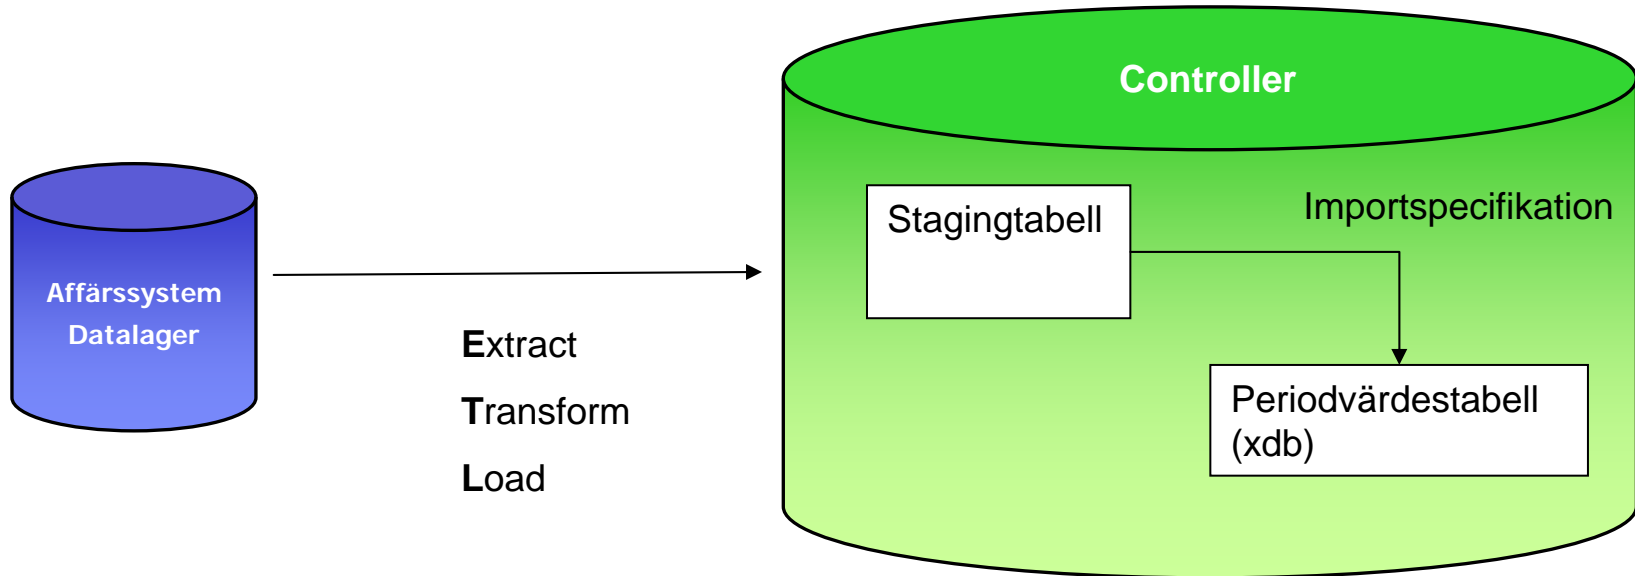 Controller
Stagingtabell
Importspecifikation
Affärssystem
Datalager
Extract
Transform
Load
Periodvärdestabell
(xdb)